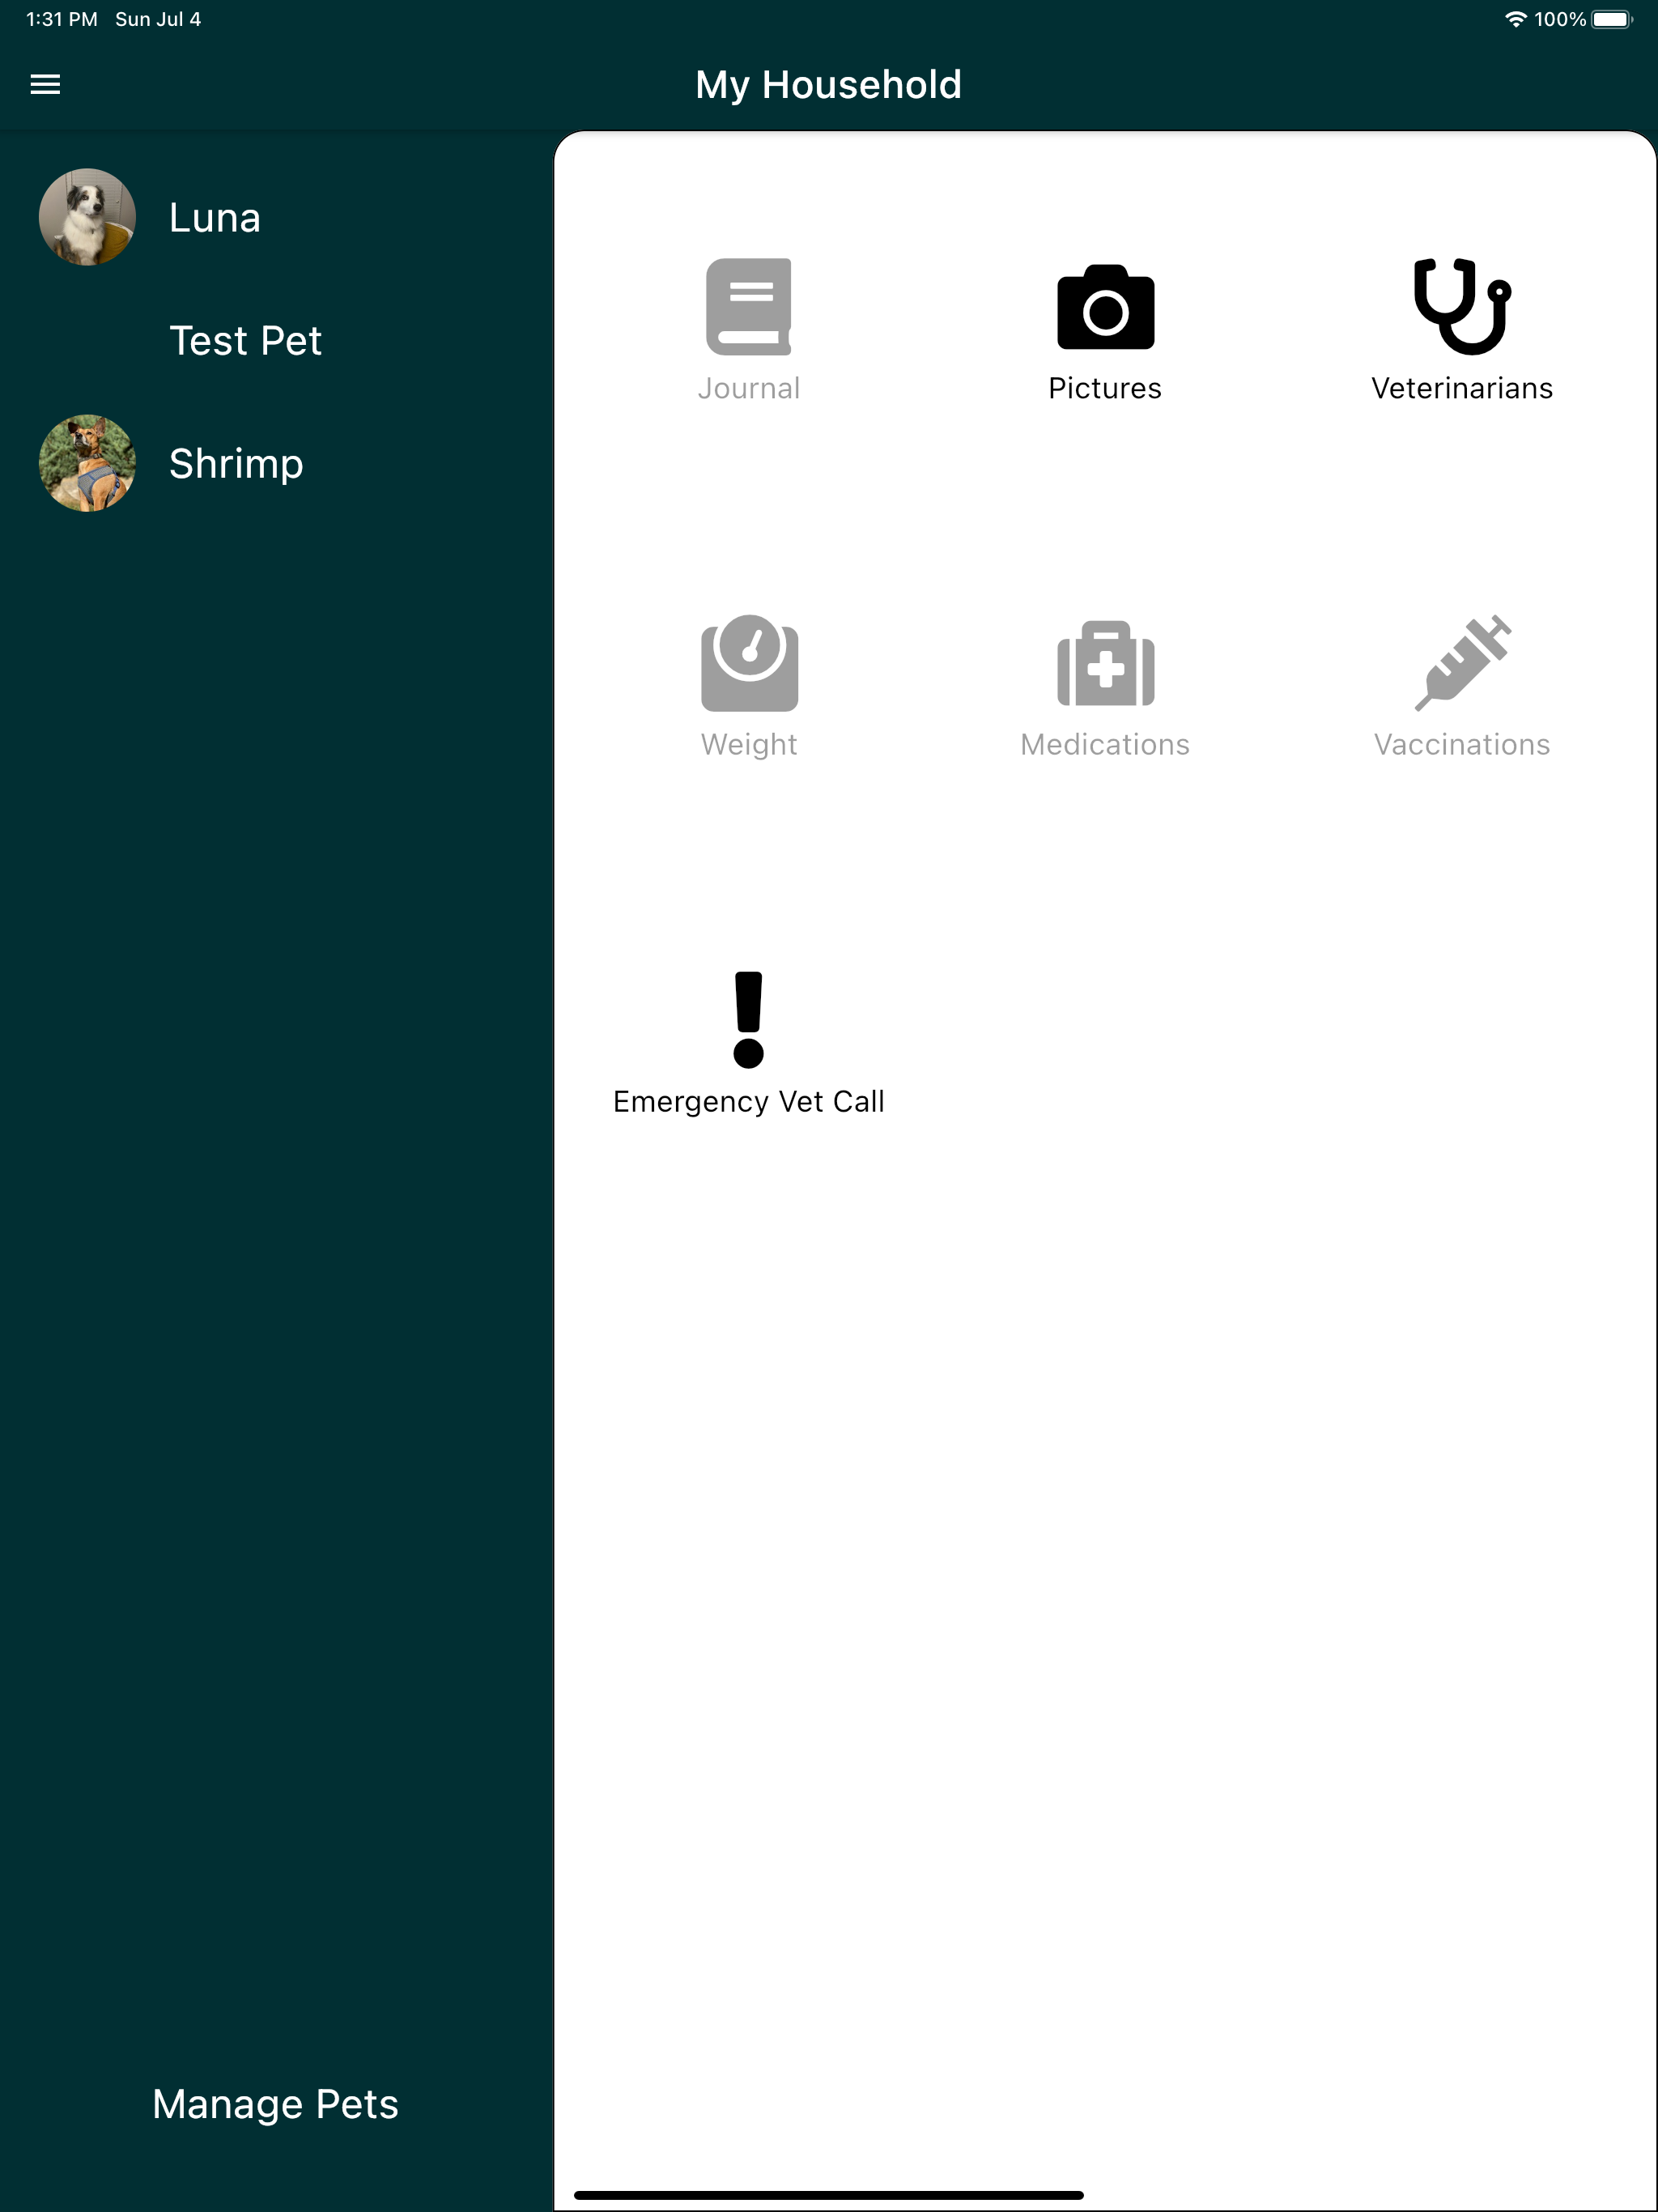 1:31 PM Sun Jul 4 100%
My Household
Luna
Test Pet
Shrimp
Manage Pets
Journal
Pictures
Veterinarians
Weight
Medications
Vaccinations
Emergency Vet Call